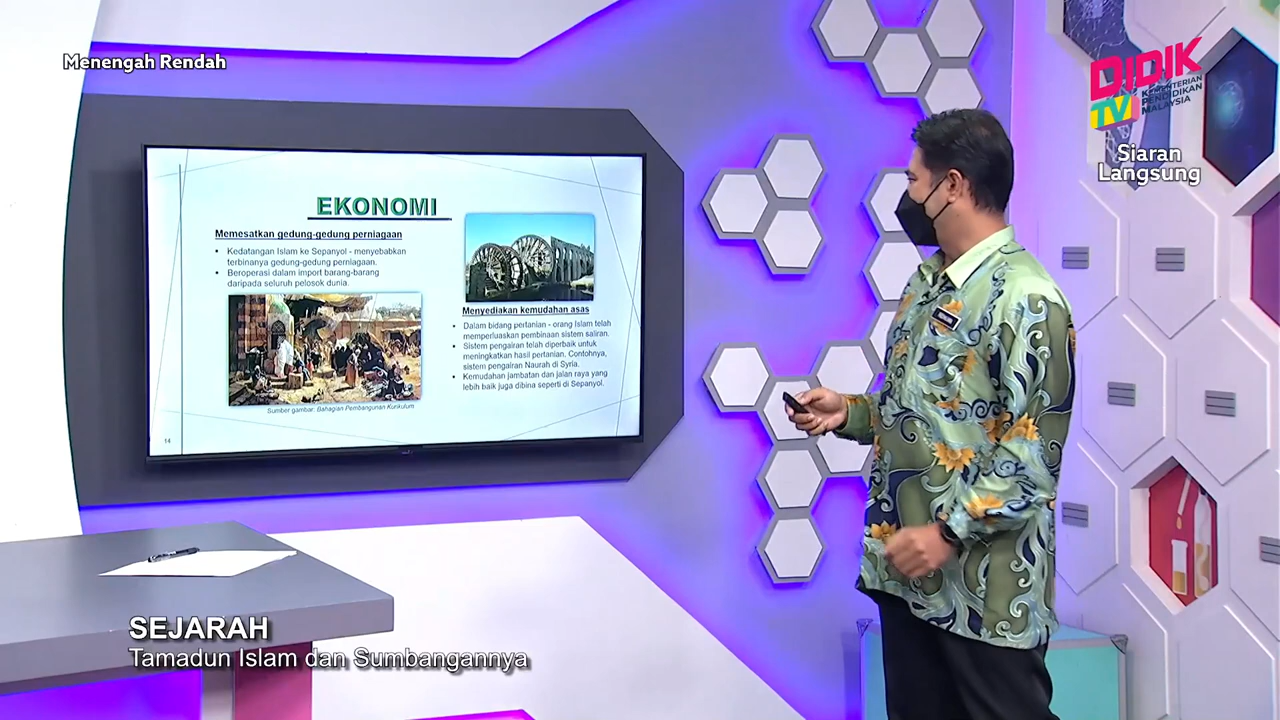 Menengah Rendah
DIDIK
TV
KEMENTERIAN
PENDIDIKAN
MALAYSIA
Siaran
Langsung
EKONOMI
Memesatkan gedung-gedung perniagaan
• Kedatangan Islam ke Sepanyol - menyebabkan
terbinanya gedung-gedung perniagaan.
• Beroperasi dalam import barang-barang
daripada seluruh pelosok dunia.
Sumber gambar: Bahagian Pembangunan Kurikulum
Menyediakan kemudahan asas
• Dalam bidang pertanian - orang Islam telah
memperluaskan pembinaan sistem saliran.
• Sistem pengairan telah diperbaik untuk
meningkatkan hasil pertanian. Contohnya,
sistem pengairan Naurah di Syria.
• Kemudahan jambatan dan jalan raya yang
lebih baik juga dibina seperti di Sepanyol.
14
SEJARAH
Tamadun Islam dan Sumbangannya